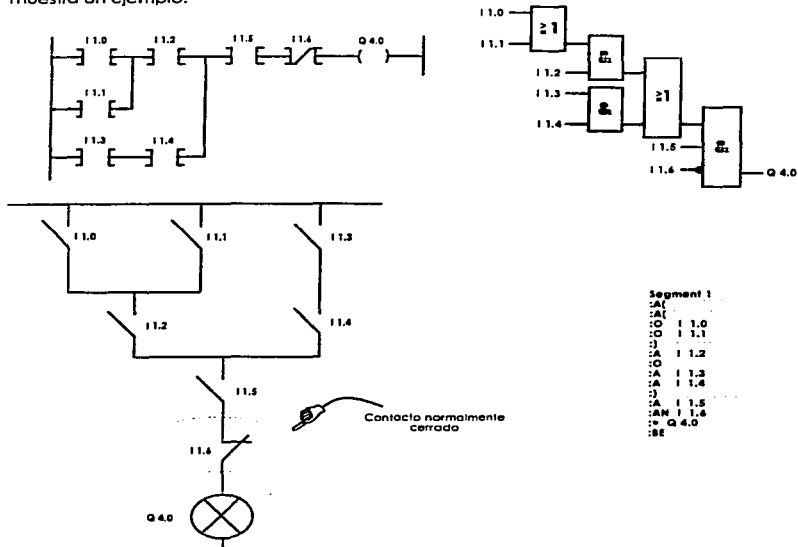 muestra un ejemplo.
I 1.0 I 1.2 I 1.5 I 1.6 Q 4.0
I 1.1
I 1.3 I 1.4
I 1.0
I 1.1
≥1
&
I 1.2
I 1.3
I 1.4
&
≥1
&
I 1.5
I 1.6
Q 4.0
I 1.0 I 1.1 I 1.3
I 1.2 I 1.4
I 1.5
Contacto normalmente
cerrado
I 1.6
Q 4.0
Segment 1
:A(
:A(
:O I 1.0
:O I 1.1
:)
:A I 1.2
:O
:A I 1.3
:A I 1.4
:)
:A I 1.5
:AN I 1.6
:= Q 4.0
:BE